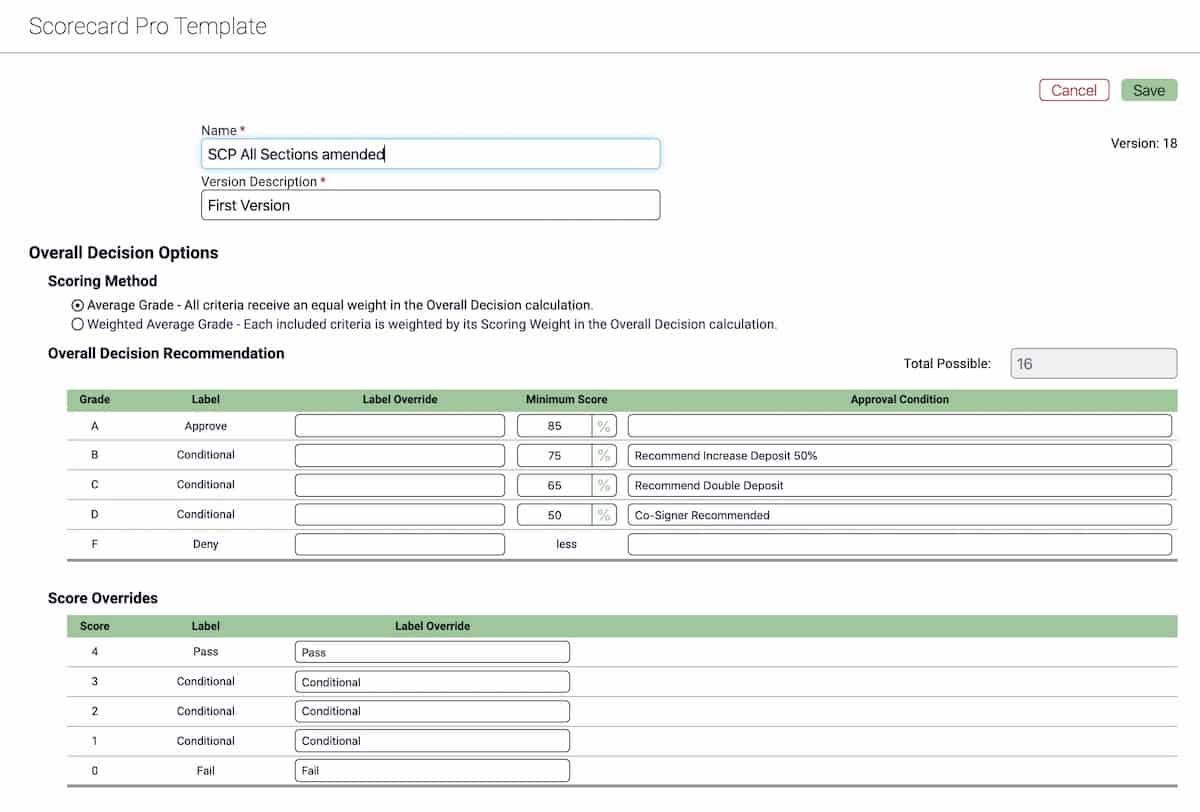 Scorecard Pro Template
Cancel Save
Name *
Version: 18
SCP All Sections amended
Version Description *
First Version
Overall Decision Options
Scoring Method
Average Grade - All criteria receive an equal weight in the Overall Decision calculation.
Weighted Average Grade - Each included criteria is weighted by its Scoring Weight in the Overall Decision calculation.
Overall Decision Recommendation
Total Possible: 16
Grade Label Label Override Minimum Score Approval Condition
A Approve 85 %
B Conditional 75 % Recommend Increase Deposit 50%
C Conditional 65 % Recommend Double Deposit
D Conditional 50 % Co-Signer Recommended
F Deny less
Score Overrides
Score Label Label Override
4 Pass Pass
3 Conditional Conditional
2 Conditional Conditional
1 Conditional Conditional
0 Fail Fail